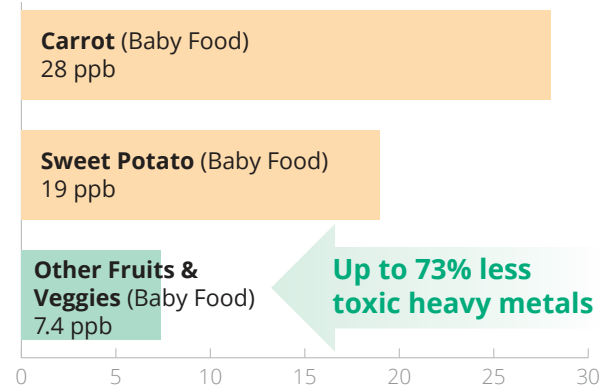 Carrot (Baby Food)
28 ppb
Sweet Potato (Baby Food)
19 ppb
Other Fruits &
Veggies (Baby Food)
7.4 ppb
Up to 73% less
toxic heavy metals
0 5 10 15 20 25 30